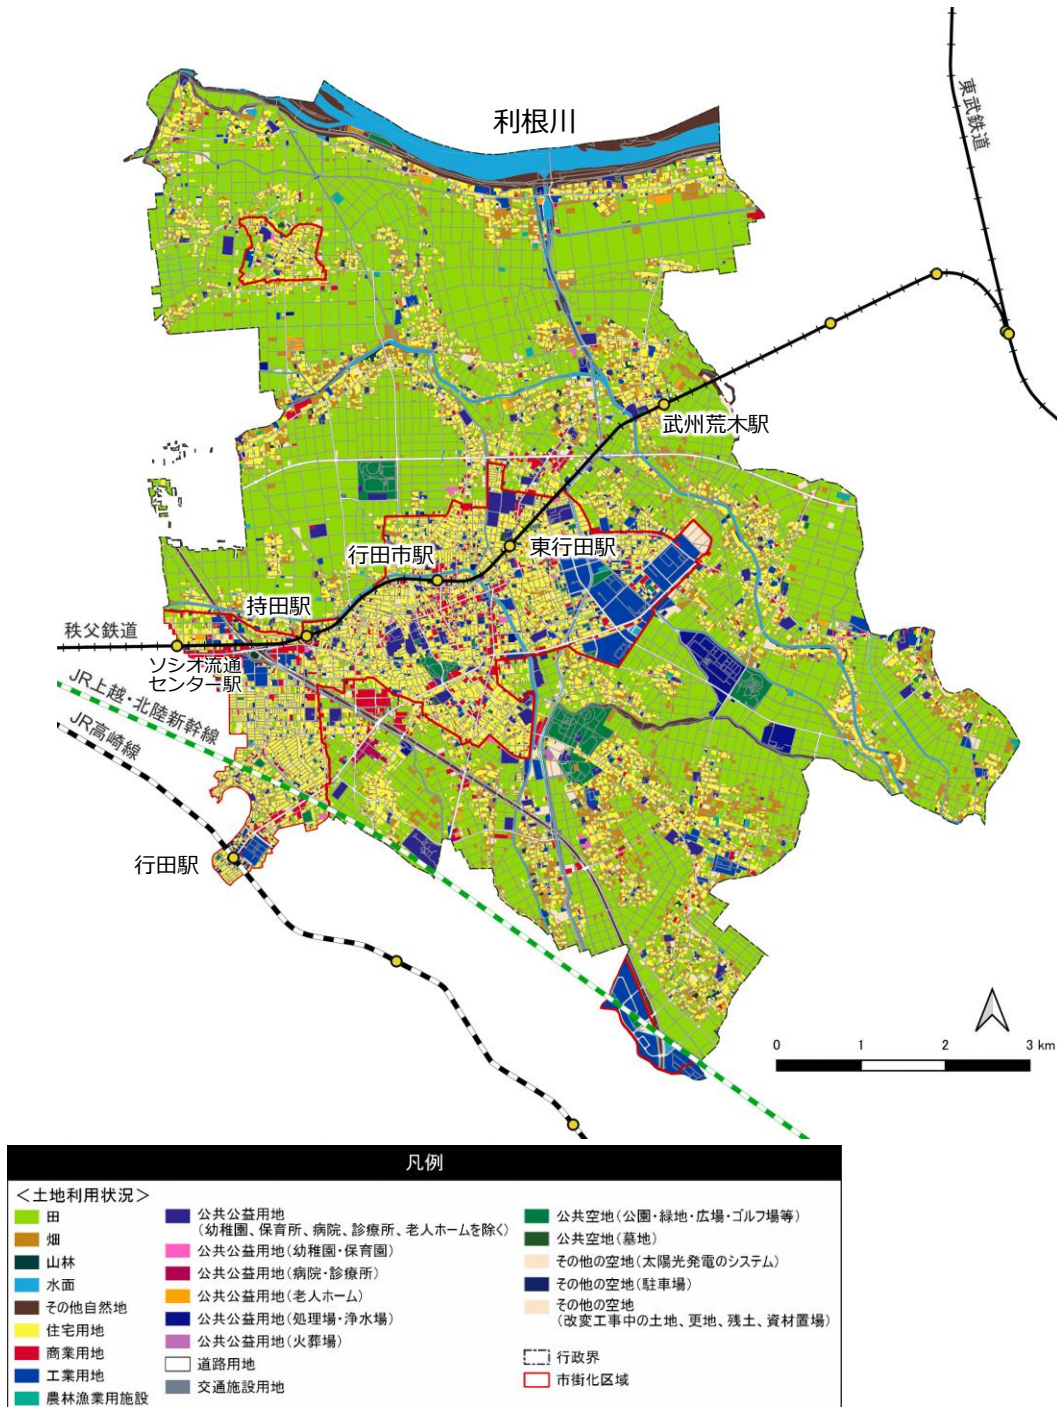 利根川
東武鉄道
武州荒木駅
東行田駅
行田市駅
持田駅
秩父鉄道
ソシオ流通
センター駅
JR上越・北陸新幹線
JR高崎線
行田駅
0 1 2 3 km
凡例
<土地利用状況>
田
畑
山林
水面
その他自然地
住宅用地
商業用地
工業用地
農林漁業用施設
公共公益用地
(幼稚園、保育所、病院、診療所、老人ホームを除く)
公共公益用地(幼稚園・保育園)
公共公益用地(病院・診療所)
公共公益用地(老人ホーム)
公共公益用地(処理場・浄水場)
公共公益用地(火葬場)
道路用地
交通施設用地
公共空地(公園・緑地・広場・ゴルフ場等)
公共空地(墓地)
その他の空地(太陽光発電のシステム)
その他の空地(駐車場)
その他の空地
(改変工事中の土地、更地、残土、資材置場)
行政界
市街化区域